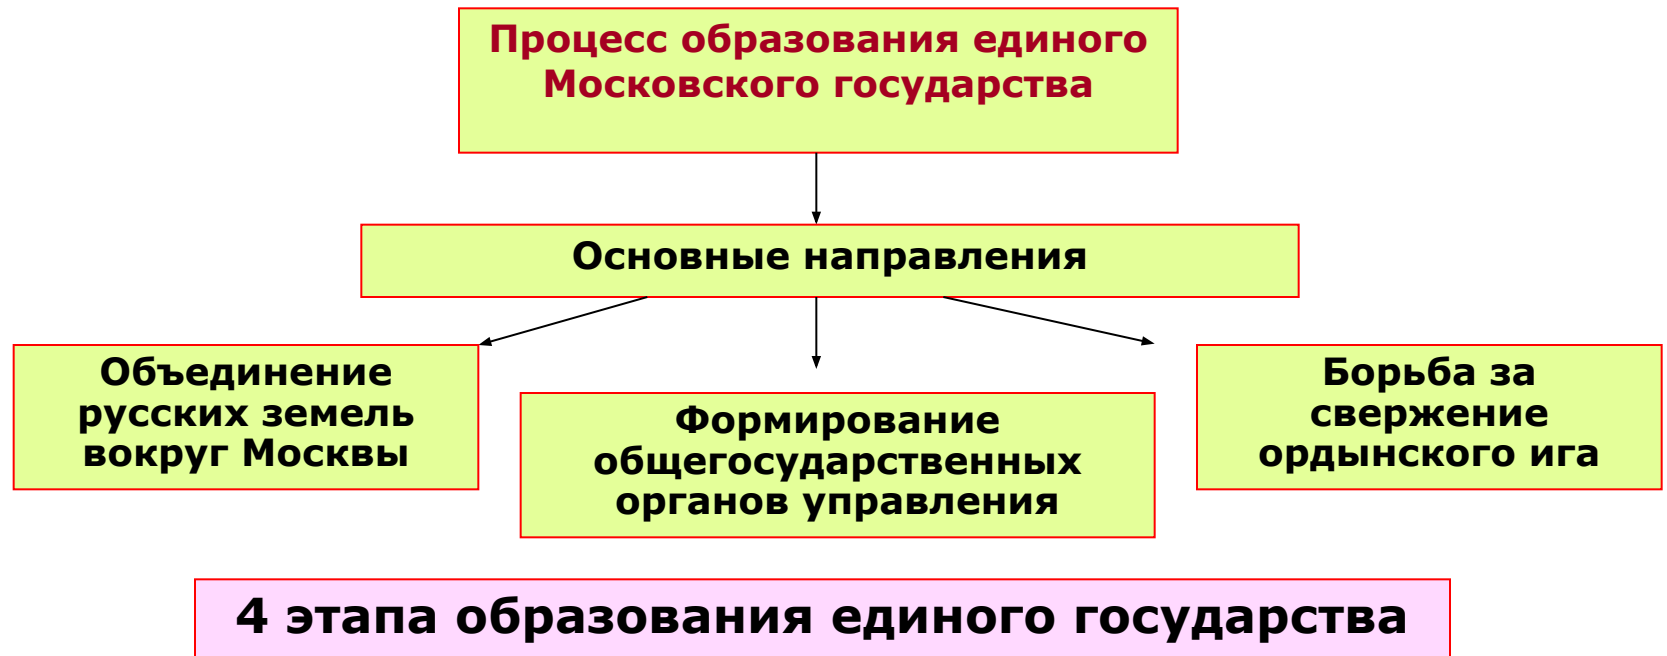 Процесс образования единого
Московского государства
Основные направления
Объединение
русских земель
вокруг Москвы
Формирование
общегосударственных
органов управления
Борьба за
свержение
ордынского ига
4 этапа образования единого государства